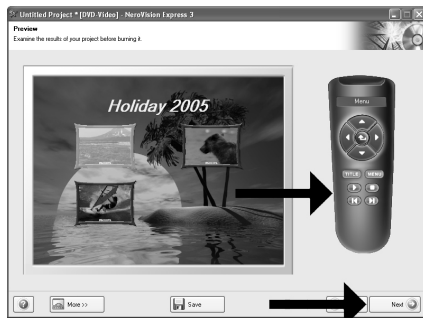 Untitled Project *[DVD-Video] - NeroVision Express 3
Preview
Examine the results of your project before burning it.
Holiday 2005
Menu
TITLE MENU
More >>
Save
Next